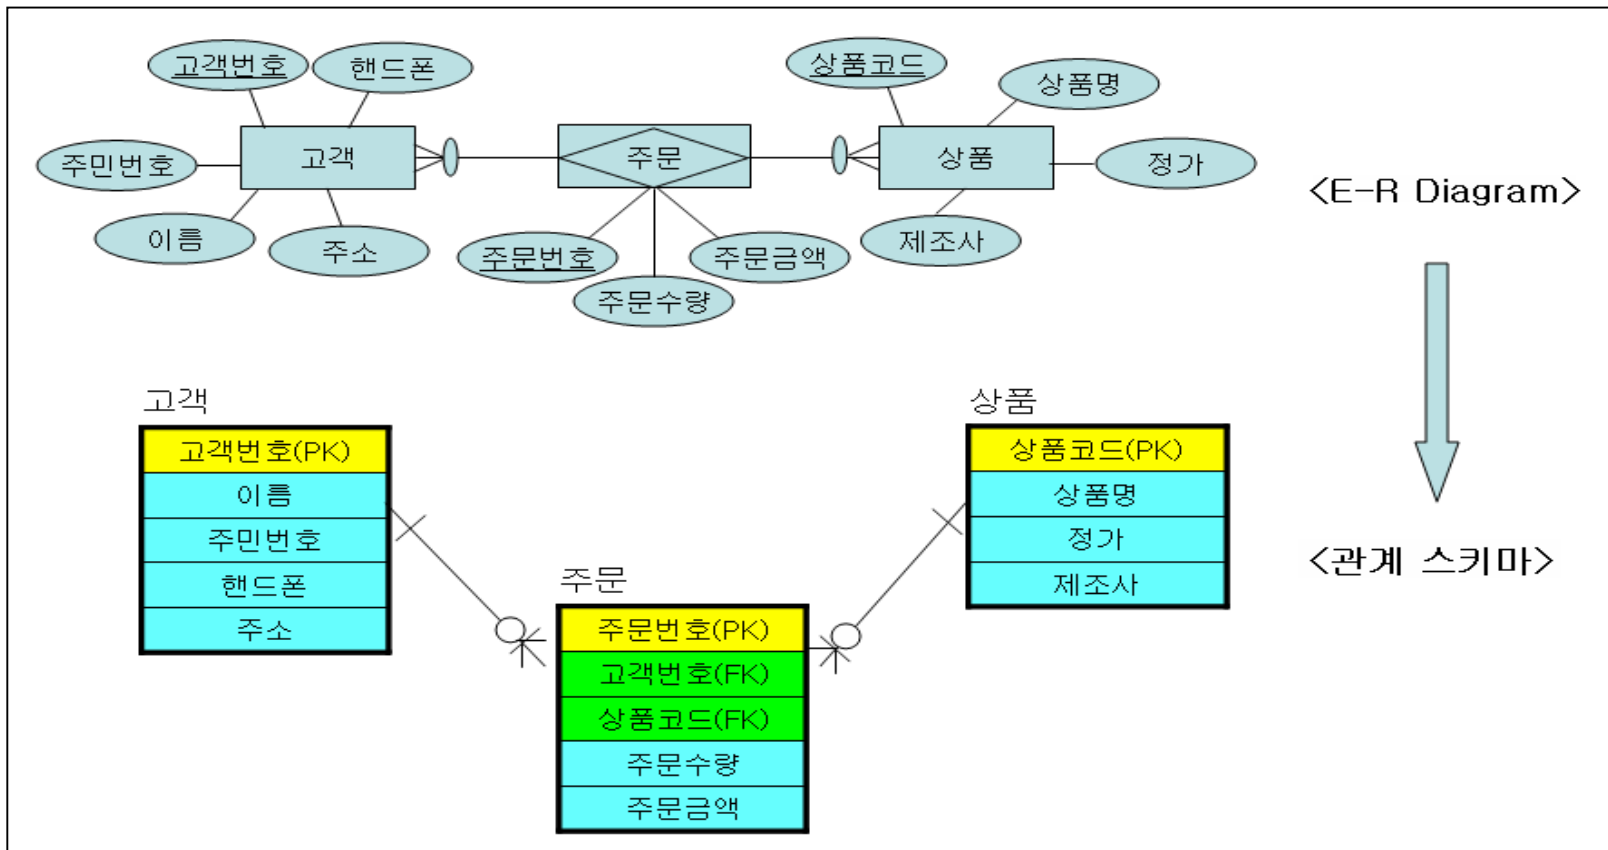 고객번호
핸드폰
주민번호
고객
이름
주소
주문
주문번호
주문수량
주문금액
상품코드
상품명
상품
정가
제조사
<E-R Diagram>
고객
고객번호(PK)
이름
주민번호
핸드폰
주소
주문
주문번호(PK)
고객번호(FK)
상품코드(FK)
주문수량
주문금액
상품
상품코드(PK)
상품명
정가
제조사
<관계 스키마>